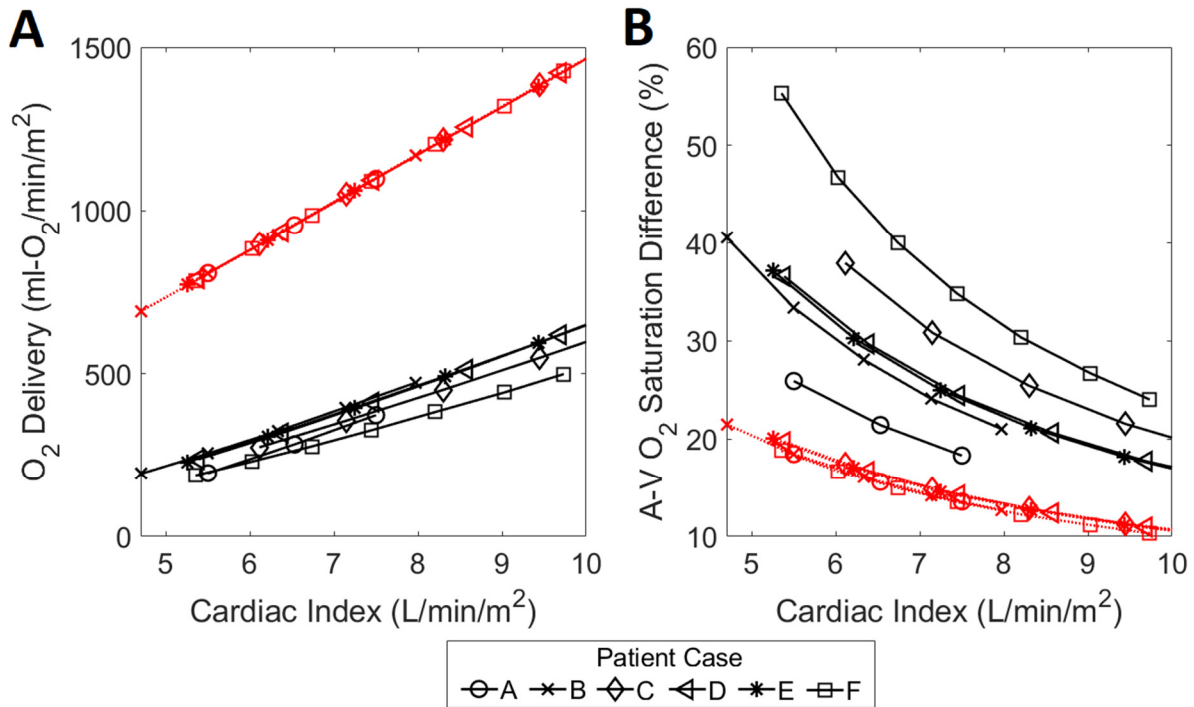 A
O₂ Delivery (ml-O₂/min/m²)
1500
1000
500
0
5 6 7 8 9 10
Cardiac Index (L/min/m²)
B
A-V O₂ Saturation Difference (%)
60
50
40
30
20
10
5 6 7 8 9 10
Cardiac Index (L/min/m²)
Patient Case
A B C D E F